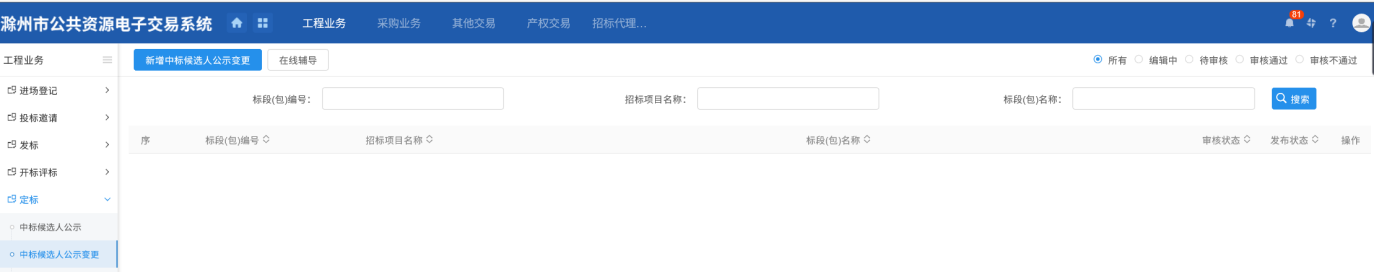 滁州市公共资源电子交易系统 工程业务 采购业务 其他交易 产权交易 招标代理... 81 ?
工程业务 新增中标候选人公示变更 在线辅导 所有 编辑中 待审核 审核通过 审核不通过
进场登记
标段(包)编号： 招标项目名称： 标段(包)名称： 搜索
投标邀请
发标
序 标段(包)编号 招标项目名称 标段(包)名称 审核状态 发布状态 操作
开标评标
定标
中标候选人公示
中标候选人公示变更